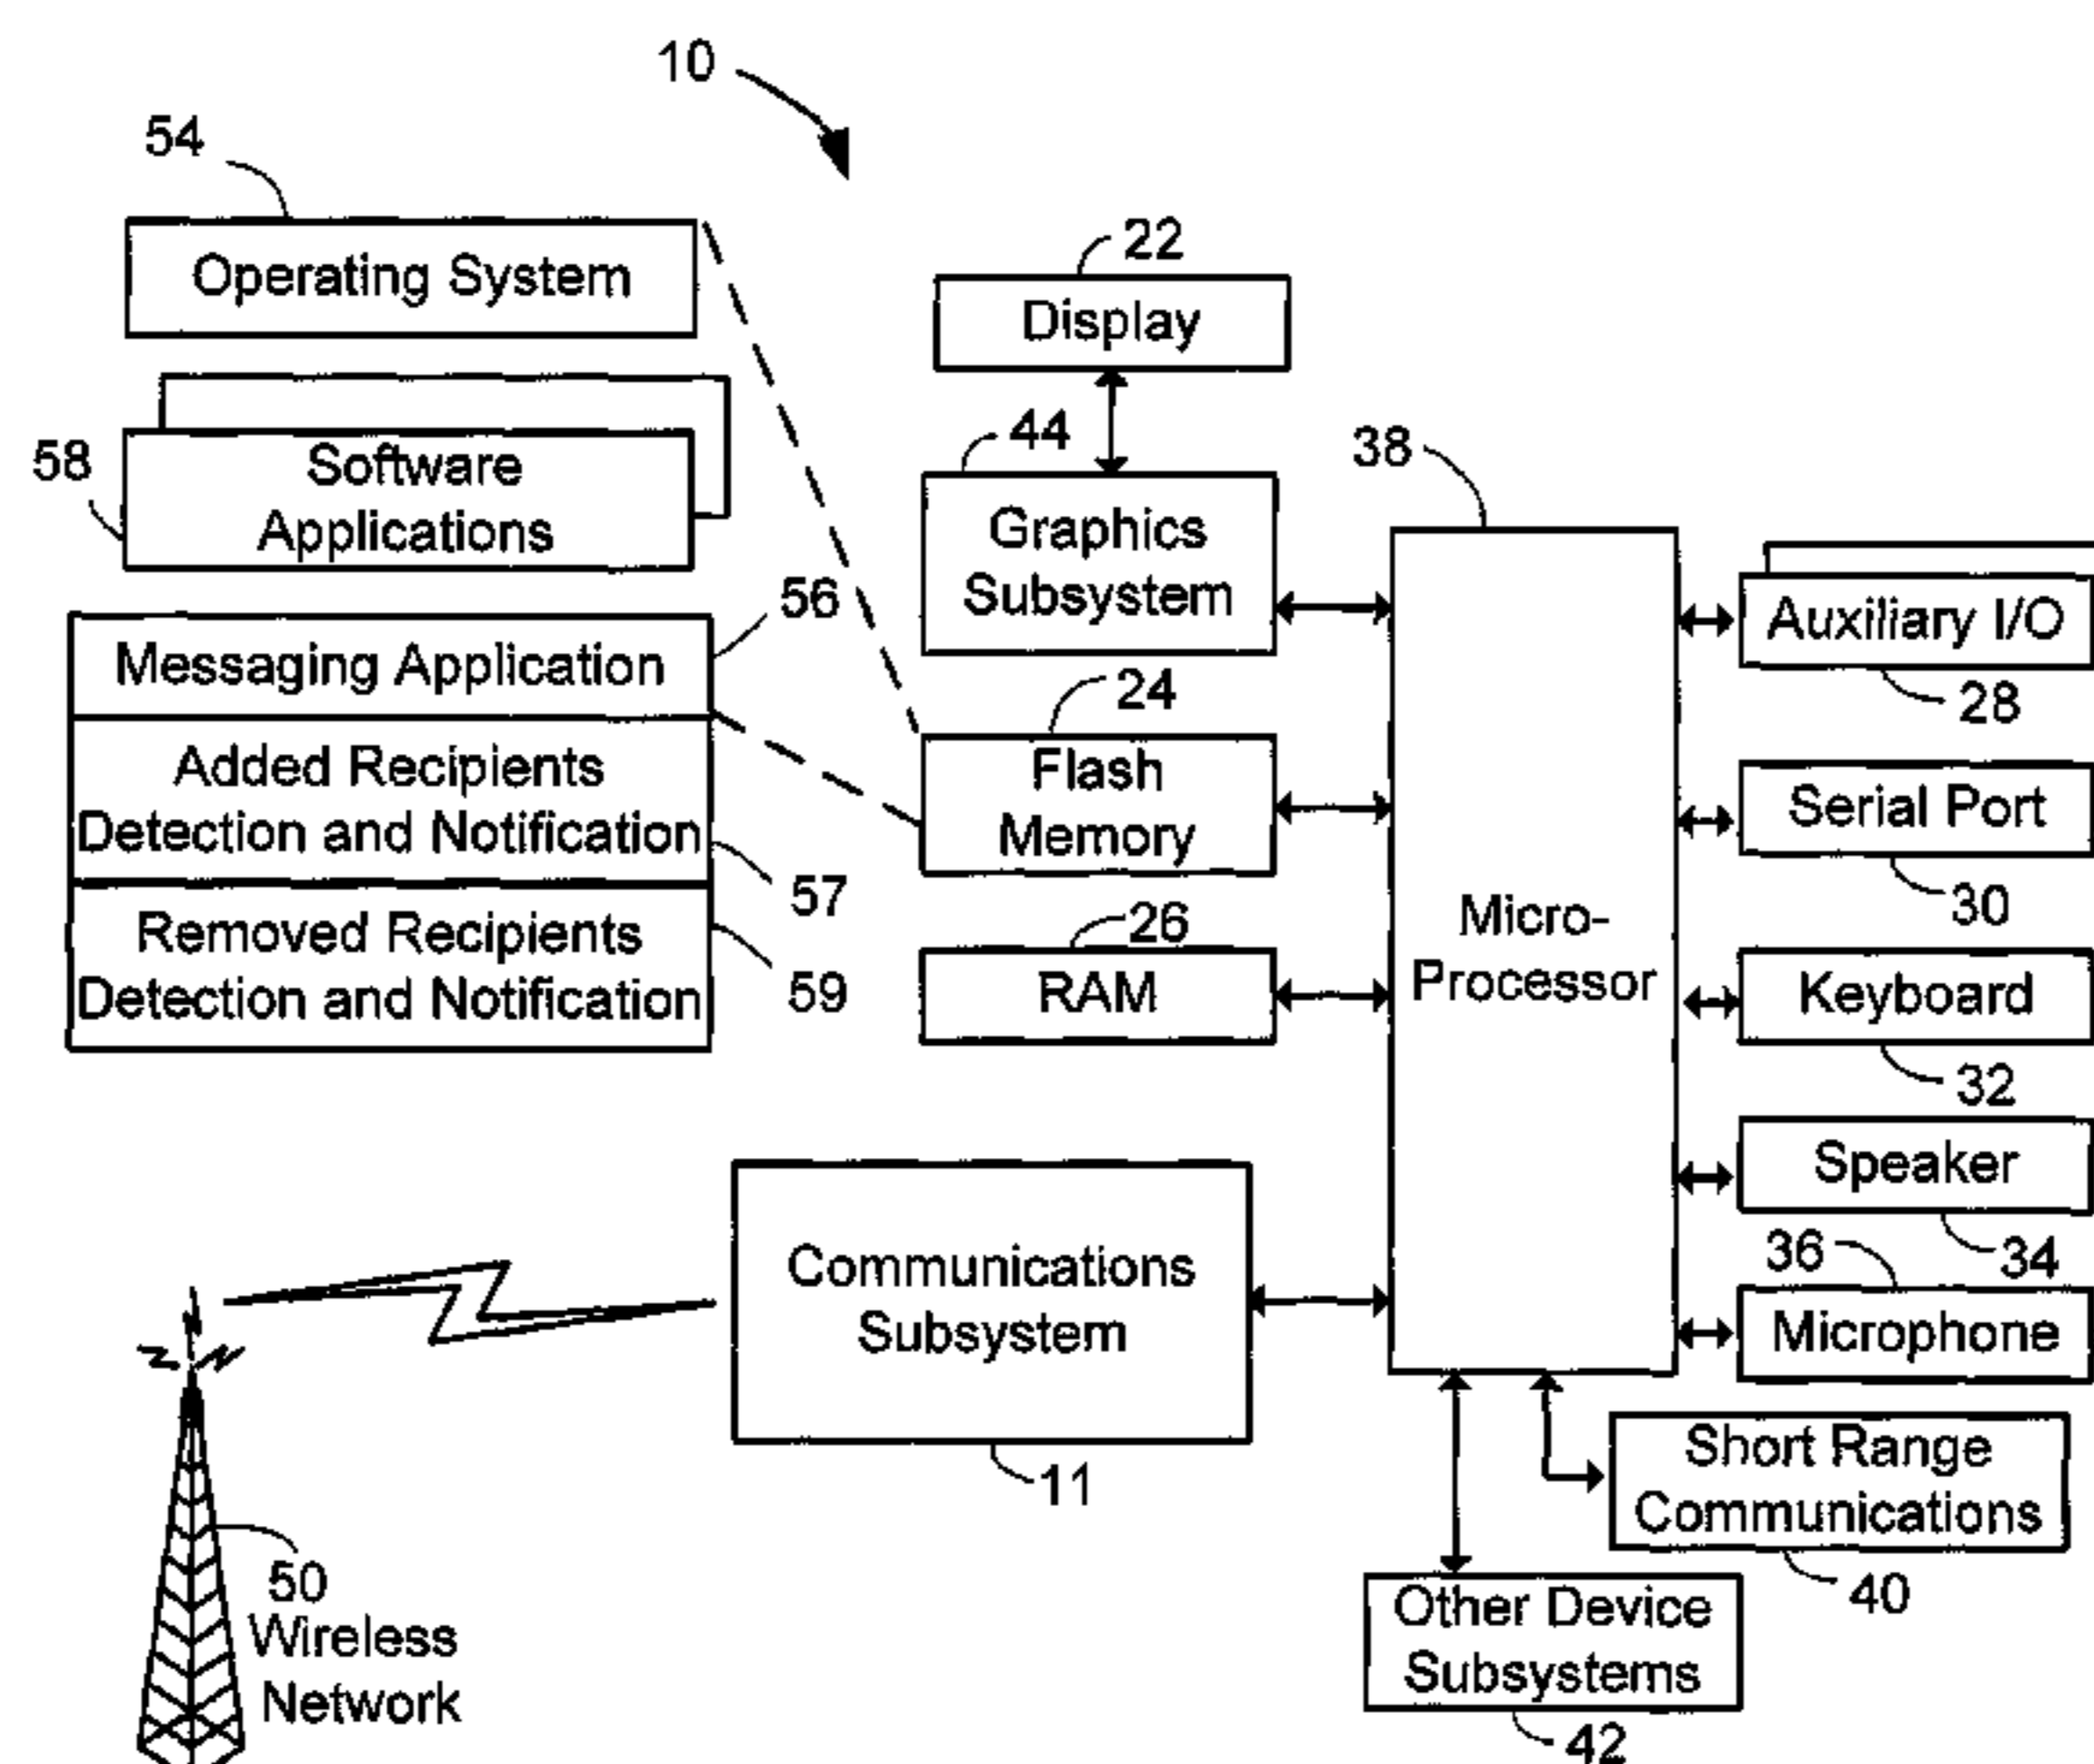 10
54
Operating System
22
Display
58
Software
Applications
44
Graphics
Subsystem
38
Auxiliary I/O
28
56
Messaging Application
Added Recipients
Detection and Notification
57
Removed Recipients
Detection and Notification
59
24
Flash
Memory
26
RAM
Micro-
Processor
Serial Port
30
Keyboard
32
Speaker
34
36
Microphone
Communications
Subsystem
11
Short Range
Communications
40
50
Wireless
Network
Other Device
Subsystems
42